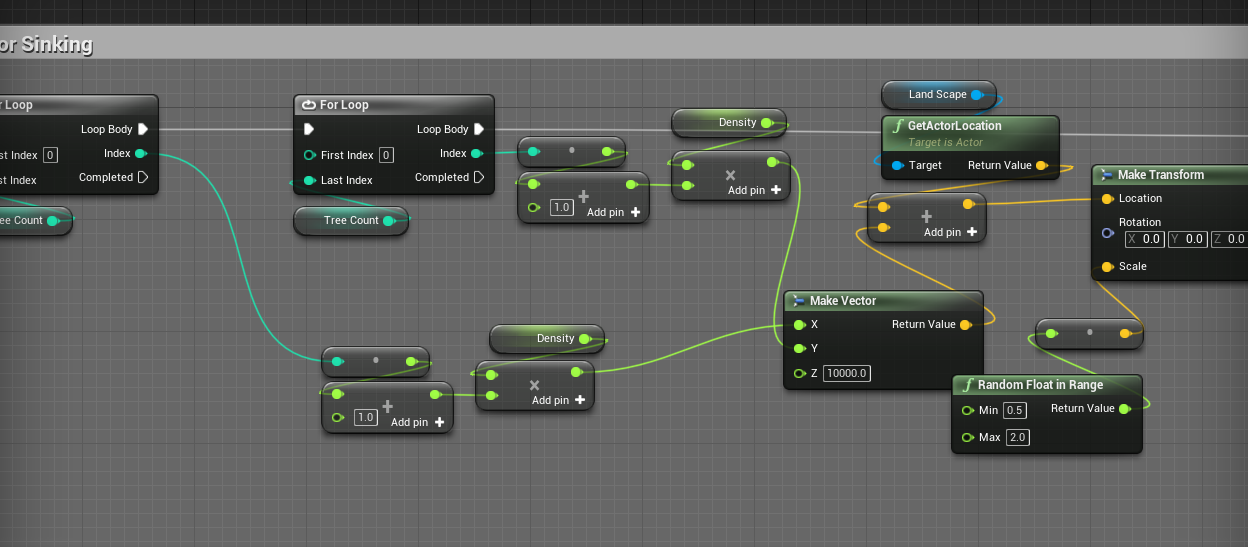 or Sinking
r Loop
Loop Body
st Index 0
Index
st Index
Completed
ee Count
For Loop
Loop Body
First Index 0
Index
Last Index
Completed
Tree Count
+
1.0
Add pin +
Density
×
Add pin +
Land Scape
f GetActorLocation
Target is Actor
Target
Return Value
+
Add pin +
Make Transform
Location
Rotation
X 0.0 Y 0.0 Z 0.0
Scale
Make Vector
X
Return Value
Y
Z 10000.0
+
1.0
Add pin +
Density
×
Add pin +
f Random Float in Range
Min 0.5
Return Value
Max 2.0